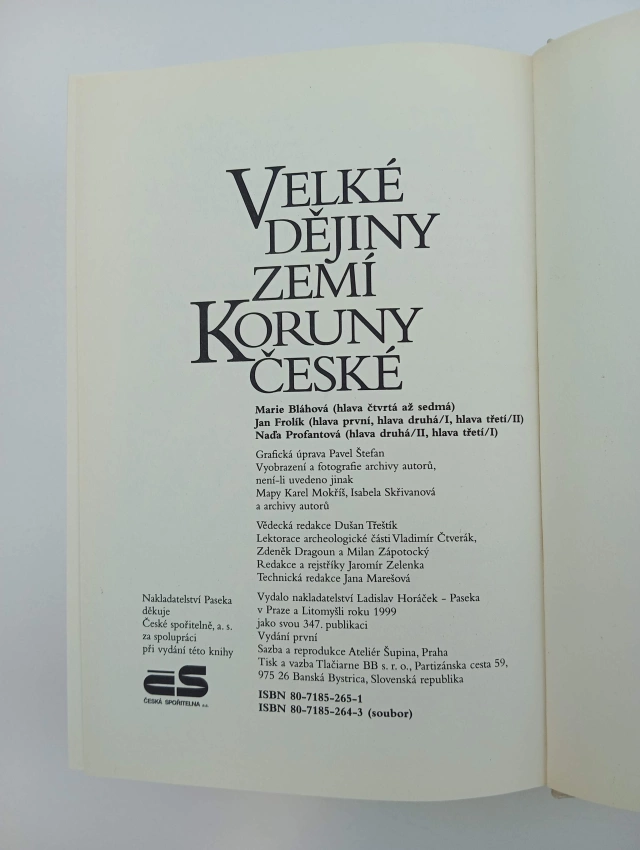 VELKÉ
DĚJINY
ZEMÍ
KORUNY
ČESKÉ
Marie Bláhová (hlava čtvrtá až sedmá)
Jan Frolík (hlava první, hlava druhá/I, hlava třetí/II)
Naďa Profantová (hlava druhá/II, hlava třetí/I)
Grafická úprava Pavel Štefan
Vyobrazení a fotografie archivy autorů,
není-li uvedeno jinak
Mapy Karel Mokříš, Isabela Skřivanová
a archivy autorů
Vědecká redakce Dušan Třeštík
Lektorace archeologické části Vladimír Čtverák,
Zdeněk Dragoun a Milan Zápotocký
Redakce a rejstříky Jaromír Zelenka
Technická redakce Jana Marešová
Nakladatelství Paseka
děkuje
České spořitelně, a. s.
za spolupráci
při vydání této knihy
ČS
ČESKÁ SPOŘITELNA a.s.
Vydalo nakladatelství Ladislav Horáček – Paseka
v Praze a Litomyšli roku 1999
jako svou 347. publikaci
Vydání první
Sazba a reprodukce Ateliér Šupina, Praha
Tisk a vazba Tlačiarne BB s. r. o., Partizánska cesta 59,
975 26 Banská Bystrica, Slovenská republika
ISBN 80-7185-265-1
ISBN 80-7185-264-3 (soubor)